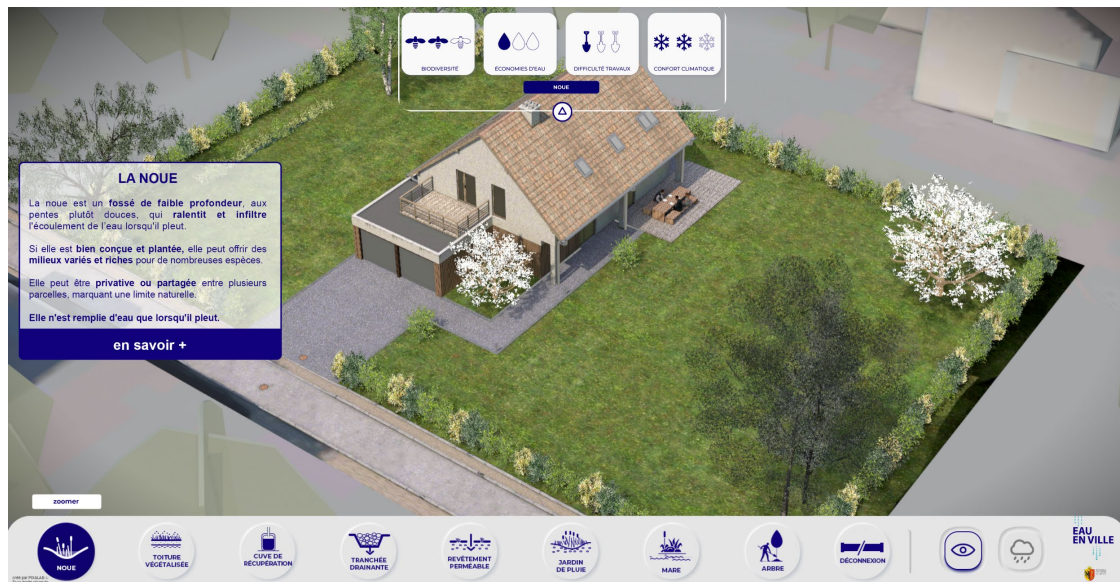 BIODIVERSITÉ
ÉCONOMIES D'EAU
DIFFICULTÉ TRAVAUX
CONFORT CLIMATIQUE
NOUE
LA NOUE
La noue est un fossé de faible profondeur, aux
pentes plutôt douces, qui ralentit et infiltre
l'écoulement de l'eau lorsqu'il pleut.
Si elle est bien conçue et plantée, elle peut offrir des
milieux variés et riches pour de nombreuses espèces.
Elle peut être privative ou partagée entre plusieurs
parcelles, marquant une limite naturelle.
Elle n'est remplie d'eau que lorsqu'il pleut.
en savoir +
zoomer
NOUE
TOITURE
VÉGÉTALISÉE
CUVE DE
RÉCUPÉRATION
TRANCHÉE
DRAINANTE
REVÊTEMENT
PERMÉABLE
JARDIN
DE PLUIE
MARE
ARBRE
DÉCONNEXION
EAU
EN VILLE